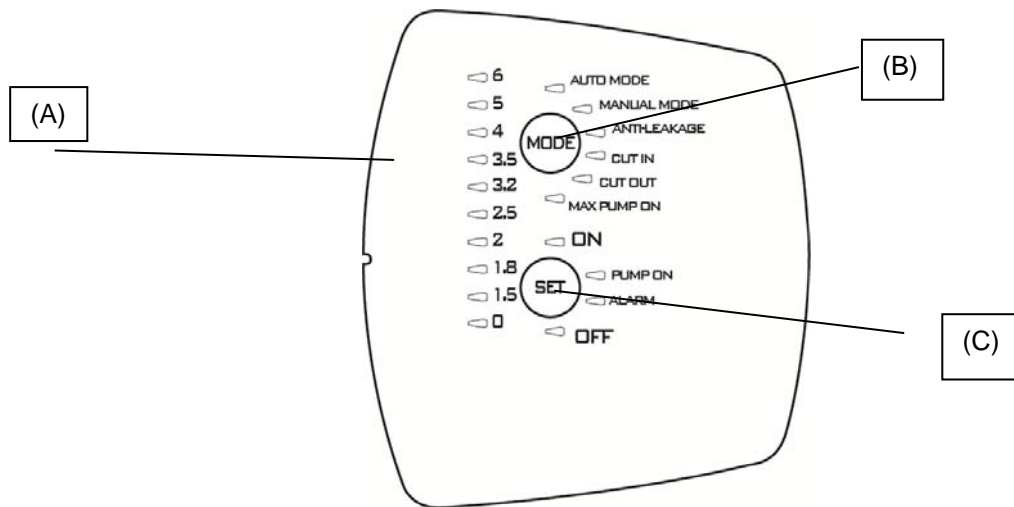 (A)
(B)
(C)
6
5
4
3.5
3.2
2.5
2
1.8
1.5
0
AUTO MODE
MANUAL MODE
ANTI-LEAKAGE
MODE
CUT IN
CUT OUT
MAX PUMP ON
ON
SET
PUMP ON
ALARM
OFF